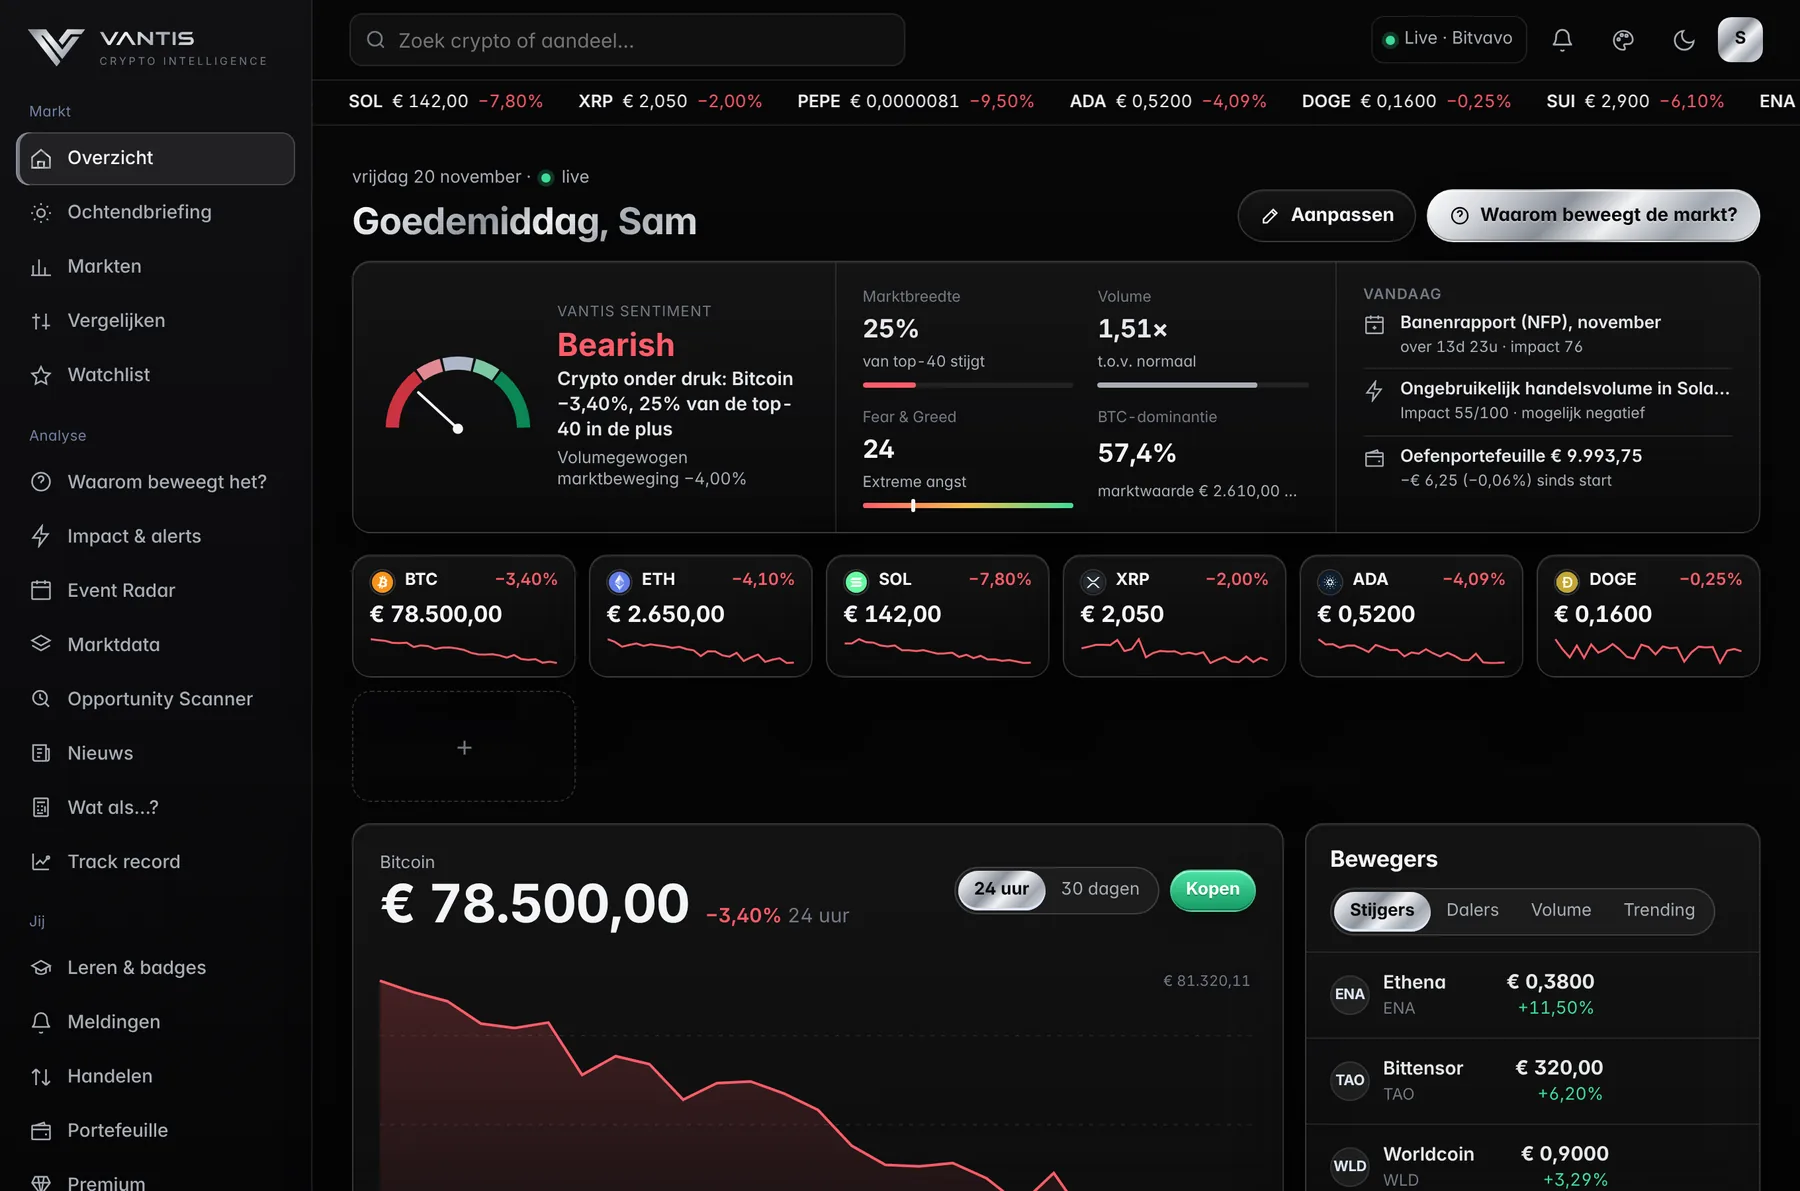 VANTIS
CRYPTO INTELLIGENCE
Markt
Overzicht
Ochtendbriefing
Markten
Vergelijken
Watchlist
Analyse
Waarom beweegt het?
Impact & alerts
Event Radar
Marktdata
Opportunity Scanner
Nieuws
Wat als...?
Track record
Jij
Leren & badges
Meldingen
Handelen
Portefeuille
Premium
Zoek crypto of aandeel...
Live · Bitvavo
S
SOL € 142,00 −7,80% XRP € 2,050 −2,00% PEPE € 0,0000081 −9,50% ADA € 0,5200 −4,09% DOGE € 0,1600 −0,25% SUI € 2,900 −6,10% ENA
vrijdag 20 november · live
Goedemiddag, Sam
Aanpassen
Waarom beweegt de markt?
VANTIS SENTIMENT
Bearish
Crypto onder druk: Bitcoin
−3,40%, 25% van de top-
40 in de plus
Volumegewogen
marktbeweging −4,00%
Marktbreedte
25%
van top-40 stijgt
Volume
1,51×
t.o.v. normaal
Fear & Greed
24
Extreme angst
BTC-dominantie
57,4%
marktwaarde € 2.610,00 ...
VANDAAG
Banenrapport (NFP), november
over 13d 23u · impact 76
Ongebruikelijk handelsvolume in Sola...
Impact 55/100 · mogelijk negatief
Oefenportefeuille € 9.993,75
−€ 6,25 (−0,06%) sinds start
BTC −3,40%
€ 78.500,00
ETH −4,10%
€ 2.650,00
SOL −7,80%
€ 142,00
XRP −2,00%
€ 2,050
ADA −4,09%
€ 0,5200
DOGE −0,25%
€ 0,1600
+
Bitcoin
€ 78.500,00 −3,40% 24 uur
24 uur
30 dagen
Kopen
€ 81.320,11
Bewegers
Stijgers
Dalers
Volume
Trending
ENA
Ethena € 0,3800
ENA +11,50%
TAO
Bittensor € 320,00
TAO +6,20%
WLD
Worldcoin € 0,9000
WLD +3,29%